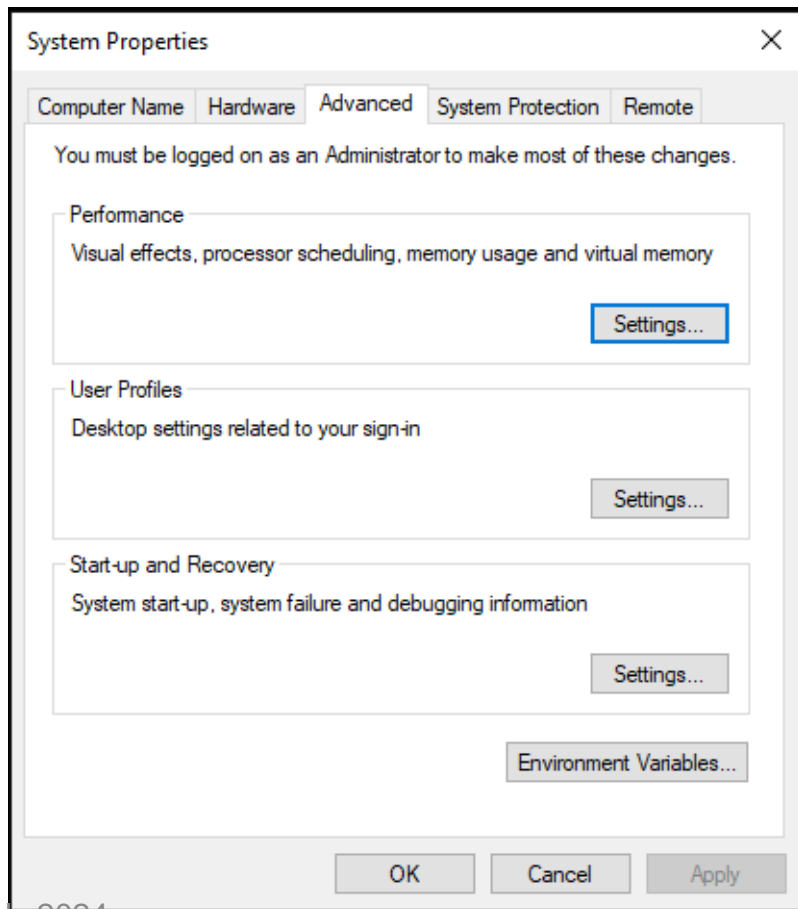 System Properties
Computer Name
Hardware
Advanced
System Protection
Remote
You must be logged on as an Administrator to make most of these changes.
Performance
Visual effects, processor scheduling, memory usage and virtual memory
Settings...
User Profiles
Desktop settings related to your sign-in
Settings...
Start-up and Recovery
System start-up, system failure and debugging information
Settings...
Environment Variables...
OK
Cancel
Apply